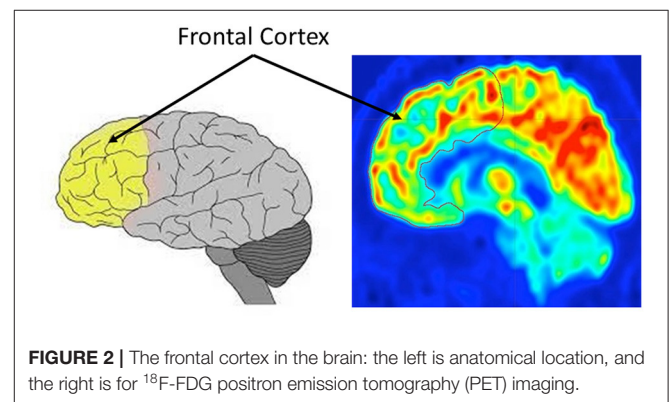 Frontal Cortex
FIGURE 2 | The frontal cortex in the brain: the left is anatomical location, and
the right is for ¹⁸F-FDG positron emission tomography (PET) imaging.